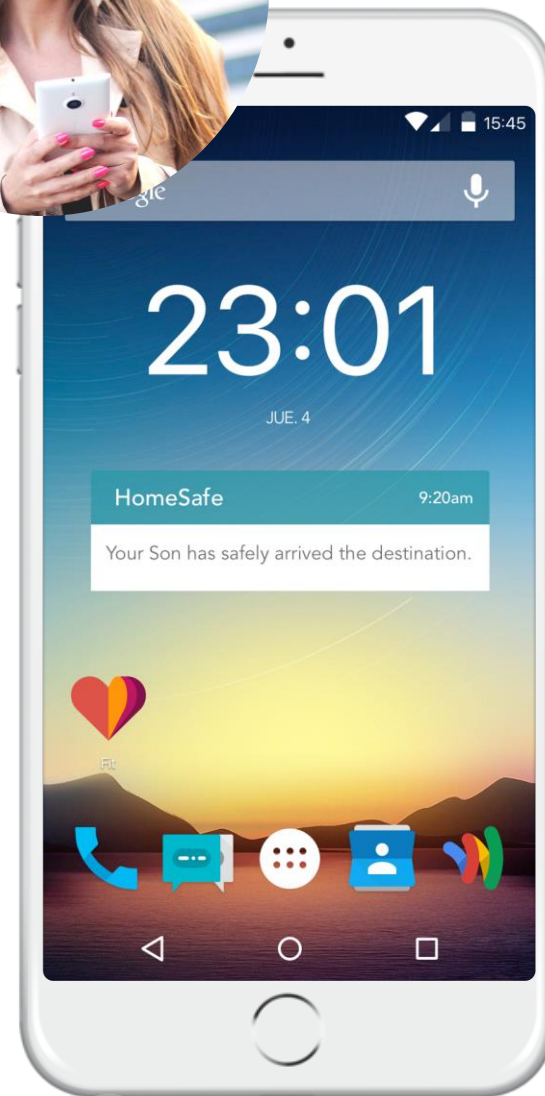 15:45
gle
23:01
JUE. 4
HomeSafe 9:20am
Your Son has safely arrived the destination.
Fit